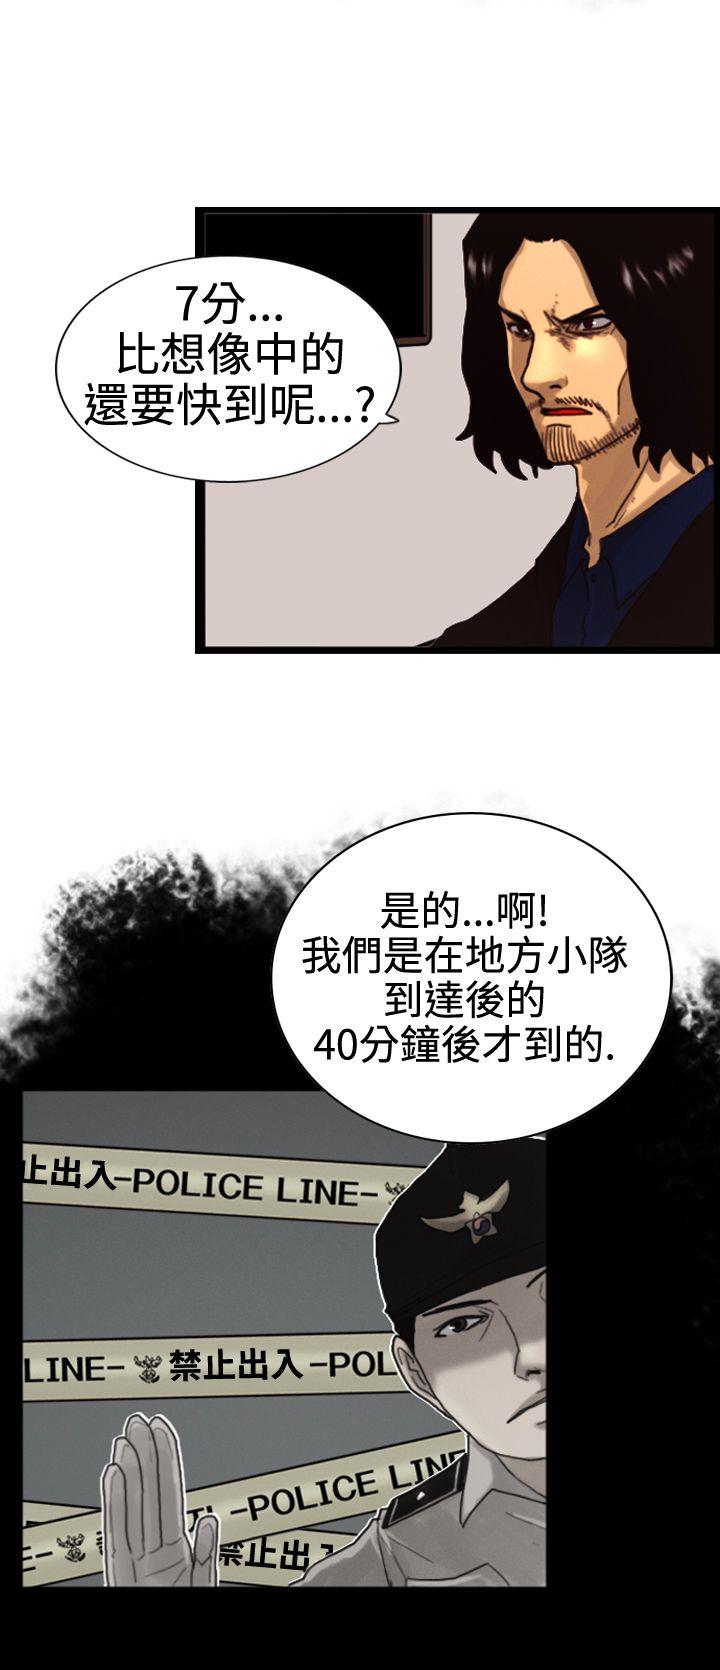 7分...
比想像中的
還要快到呢...?
是的...啊!
我們是在地方小隊
到達後的
40分鐘後才到的.
止出入-POLICE LINE-
LINE- 禁止出入-POL
-POLICE LINE
E- 禁止出入